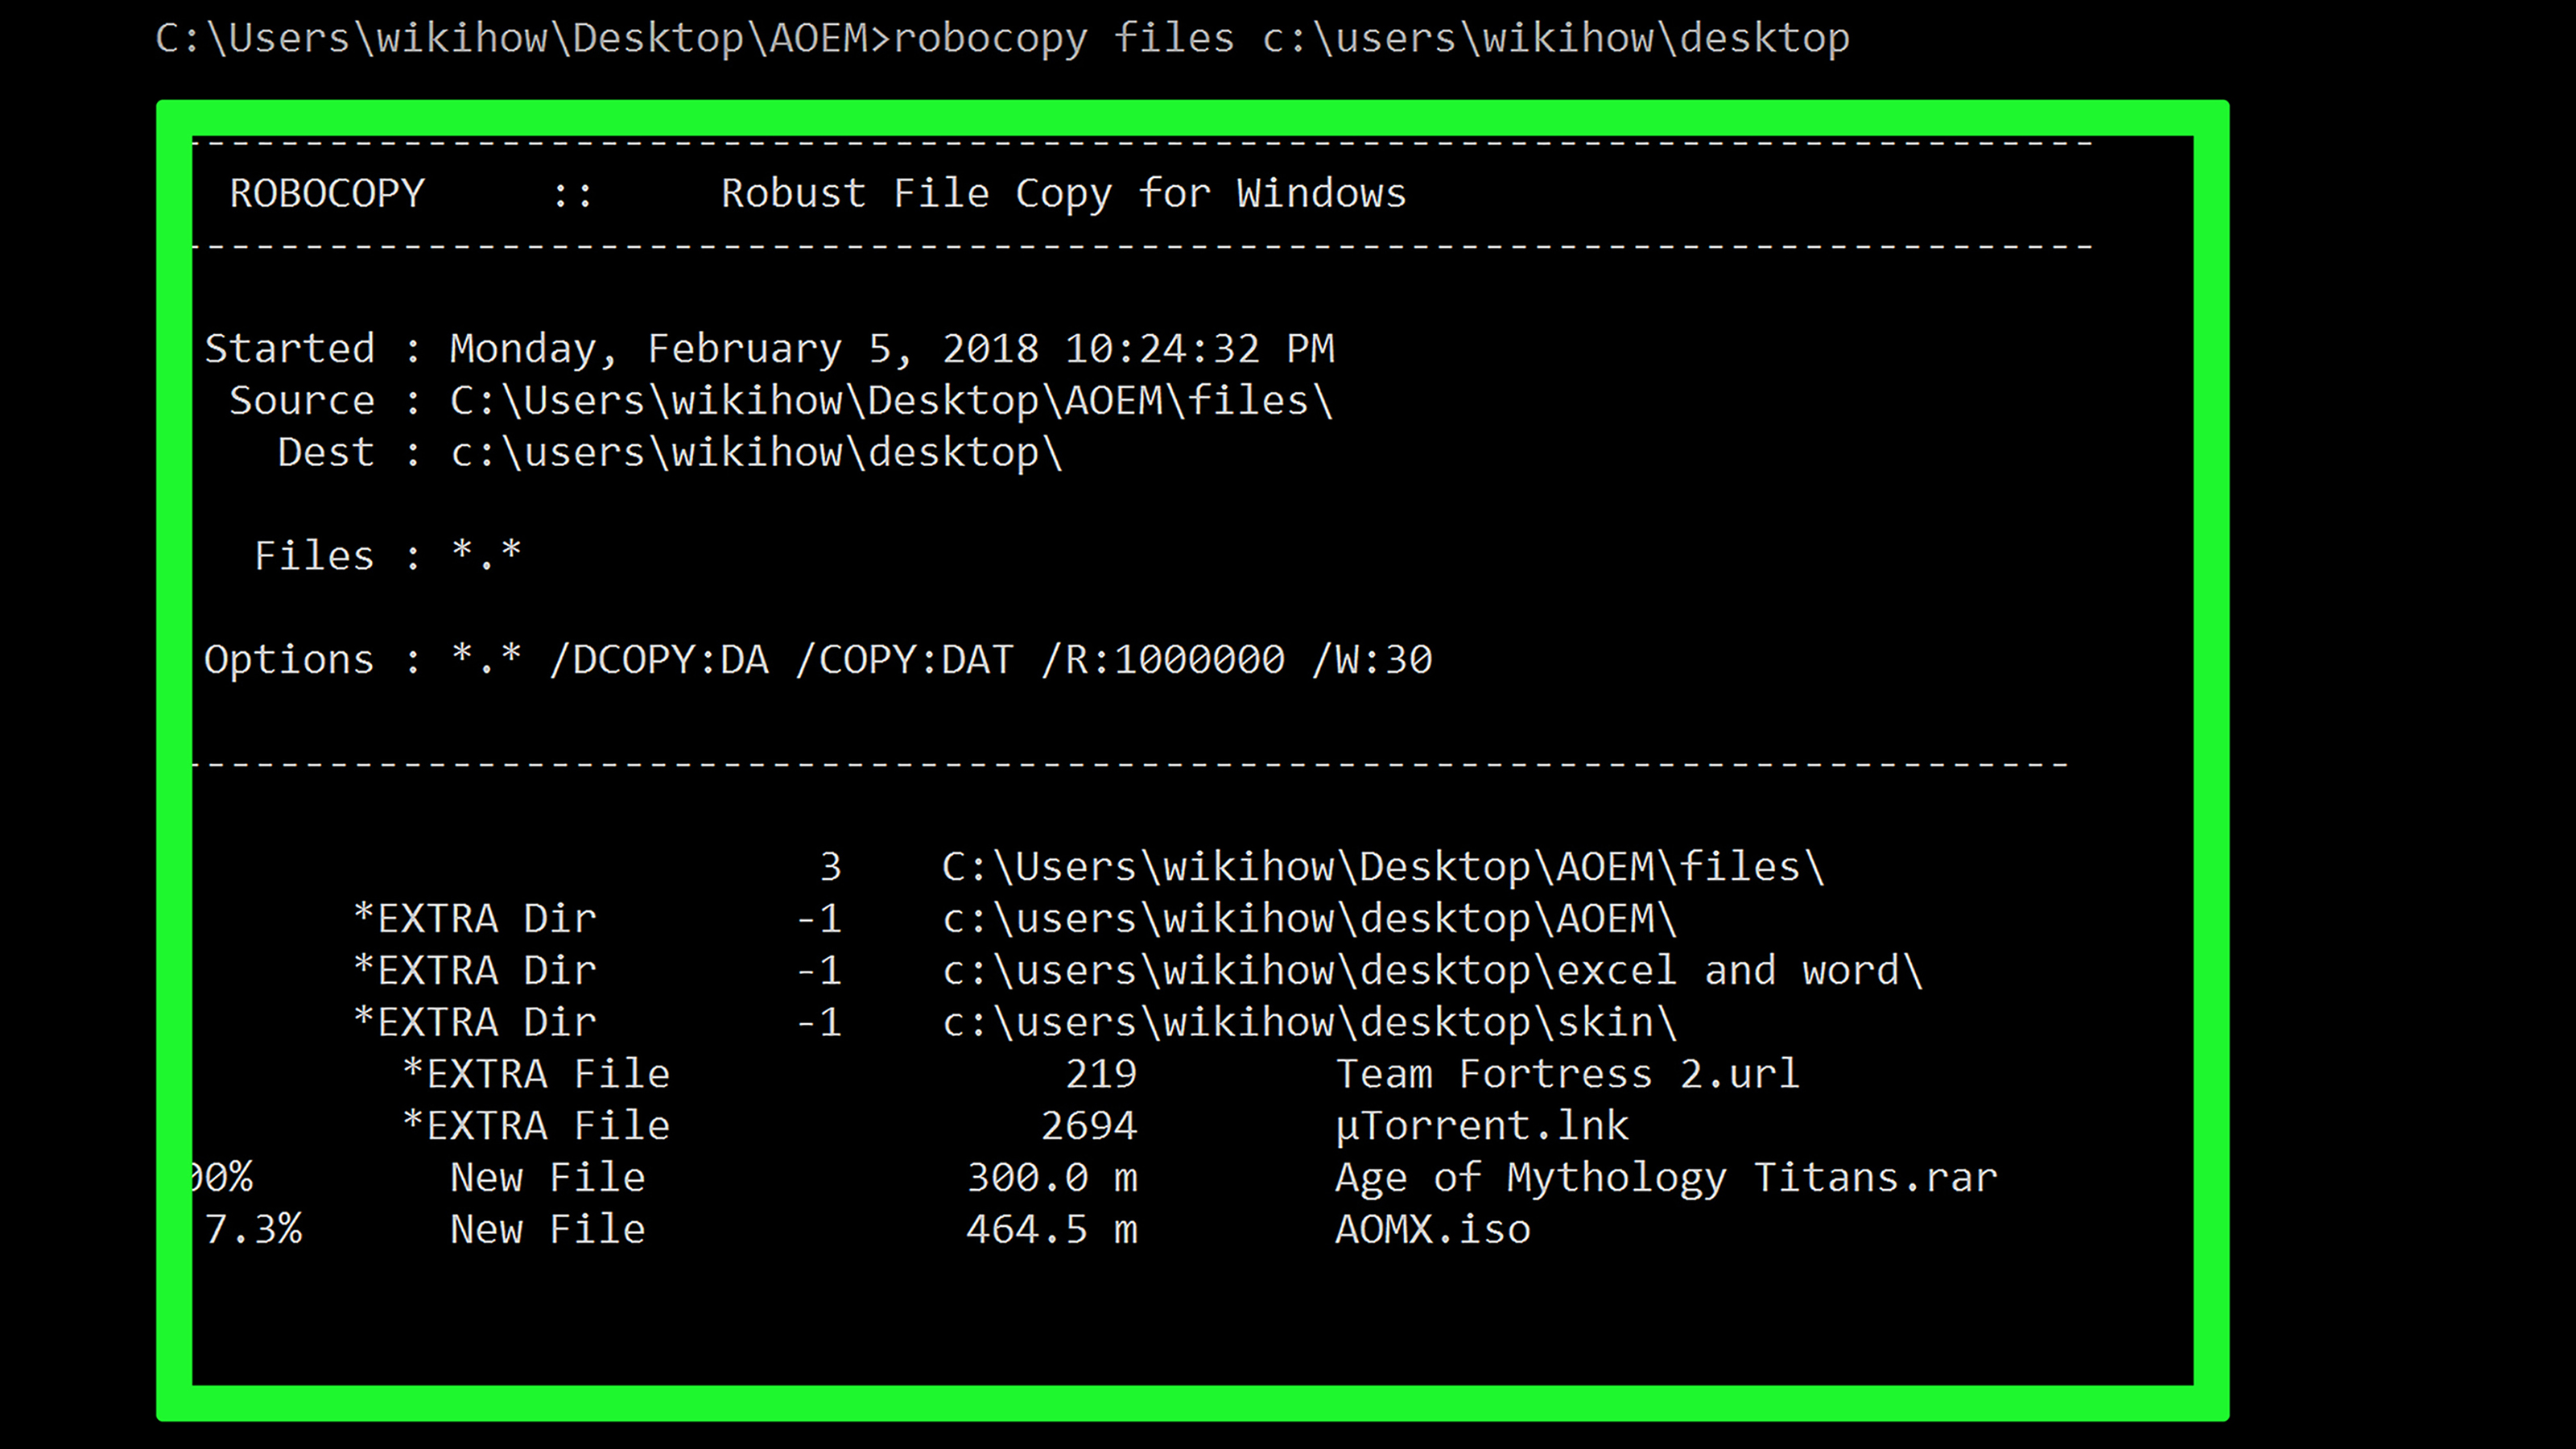 C:\Users\wikihow\Desktop\AOEM>robocopy files c:\users\wikihow\desktop
-------------------------------------------------------------------------------
ROBOCOPY     ::     Robust File Copy for Windows
-------------------------------------------------------------------------------
Started : Monday, February 5, 2018 10:24:32 PM
Source : C:\Users\wikihow\Desktop\AOEM\files\
Dest : c:\users\wikihow\desktop\
Files : *.*
Options : *.* /DCOPY:DA /COPY:DAT /R:1000000 /W:30
------------------------------------------------------------------------------
3    C:\Users\wikihow\Desktop\AOEM\files\
*EXTRA Dir        -1    c:\users\wikihow\desktop\AOEM\
*EXTRA Dir        -1    c:\users\wikihow\desktop\excel and word\
*EXTRA Dir        -1    c:\users\wikihow\desktop\skin\
*EXTRA File                219        Team Fortress 2.url
*EXTRA File               2694        µTorrent.lnk
00%        New File             300.0 m        Age of Mythology Titans.rar
7.3%      New File             464.5 m        AOMX.iso